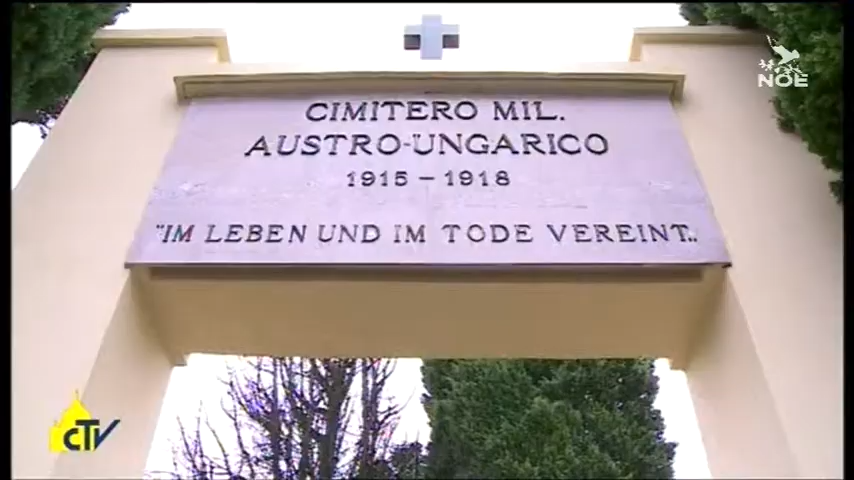 NOE
CIMITERO MIL.
AUSTRO-UNGARICO
1915 – 1918
"IM LEBEN UND IM TODE VEREINT„
CTV